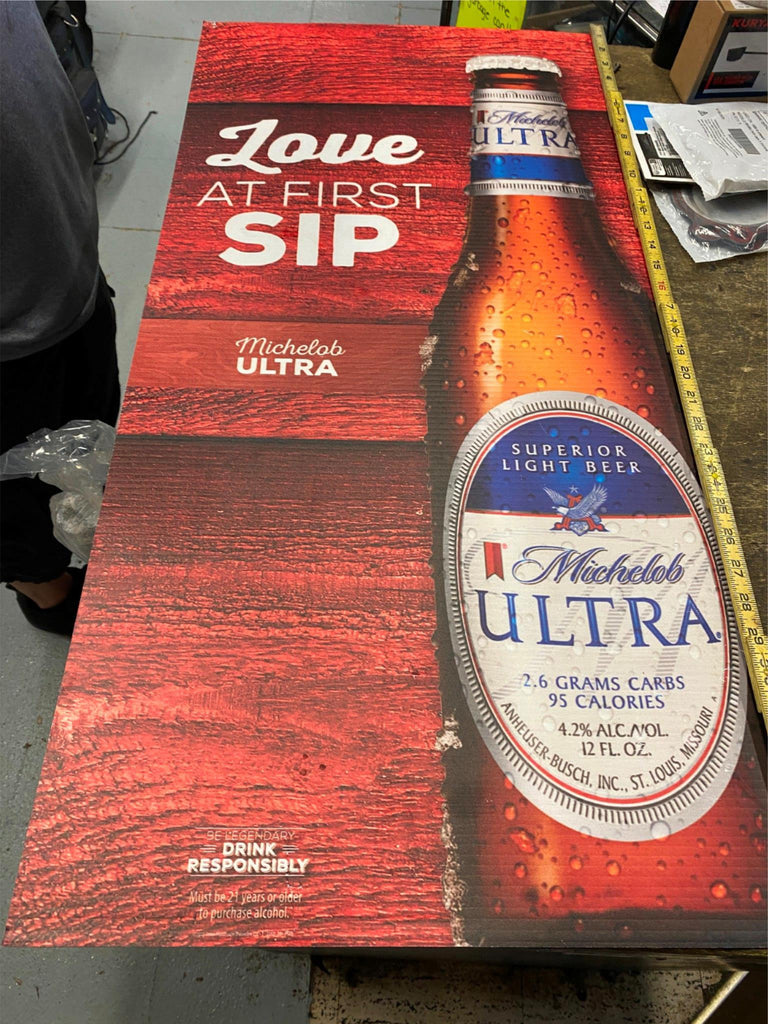 Love
AT FIRST
SIP
Michelob
ULTRA
Michelob
ULTRA
SUPERIOR
LIGHT BEER
Michelob
ULTRA
2.6 GRAMS CARBS
95 CALORIES
4.2% ALC./VOL.
12 FL. OZ.
ANHEUSER-BUSCH, INC., ST. LOUIS, MISSOURI
BE LEGENDARY
DRINK
RESPONSIBLY
Must be 21 years or older
to purchase alcohol.